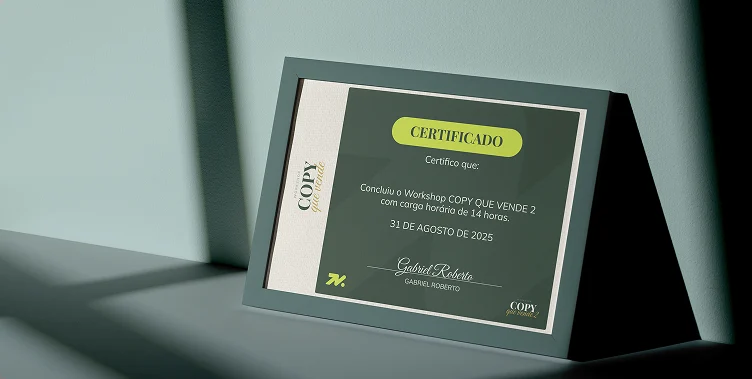 COPY
que vende
CERTIFICADO
Certifico que:
Concluiu o Workshop COPY QUE VENDE 2
com carga horária de 14 horas.
31 DE AGOSTO DE 2025
Gabriel Roberto
GABRIEL ROBERTO
COPY
que vende 2